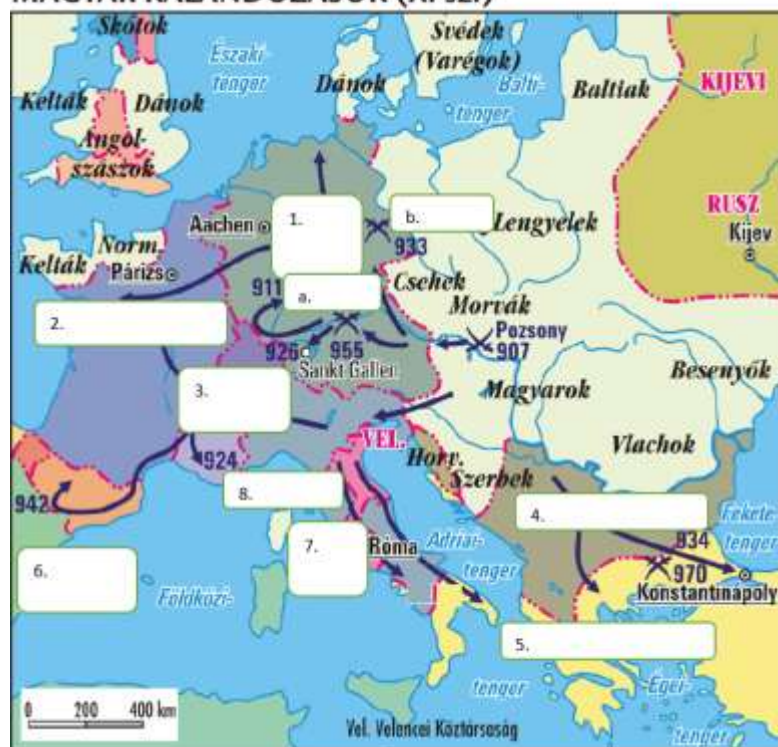 MAGYAR KALANDOZÁSOK (X. SZ.)
Skótok
Északi-
tenger
Svédek
(Varégok)
Dánok
Balti-
tenger
Baltiak
KIJEVI
Kelták
Dánok
Angol-
szászok
RUSZ
Kijev
Aachen
1.
b.
933
Lengyelek
Norm.
Kelták
Párizs
Csehek
911
a.
Morvák
2.
Pozsony
907
926
955
Sankt Gallen
Besenyők
3.
Magyarok
VEL.
Vlachok
Horv.
Szerbek
924
942
8.
4.
Fekete-
tenger
7.
Róma
Adriai-
tenger
934
970
6.
Földközi-
Konstantinápoly
5.
tenger
Égei-
tenger
0 200 400 km
Vel. Velencei Köztársaság